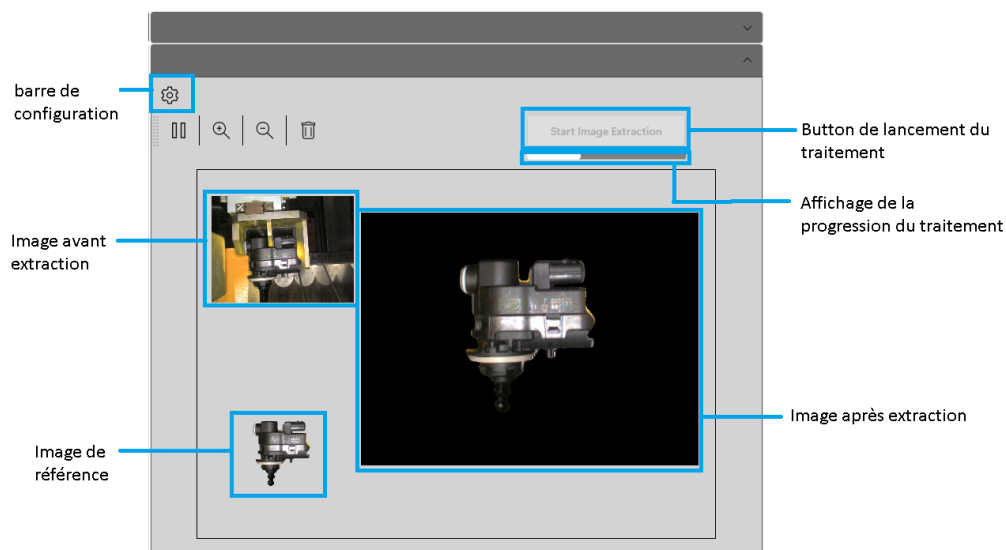 barre de
configuration
Start Image Extraction
Button de lancement du
traitement
Affichage de la
progression du traitement
Image avant
extraction
Image après extraction
Image de
référence